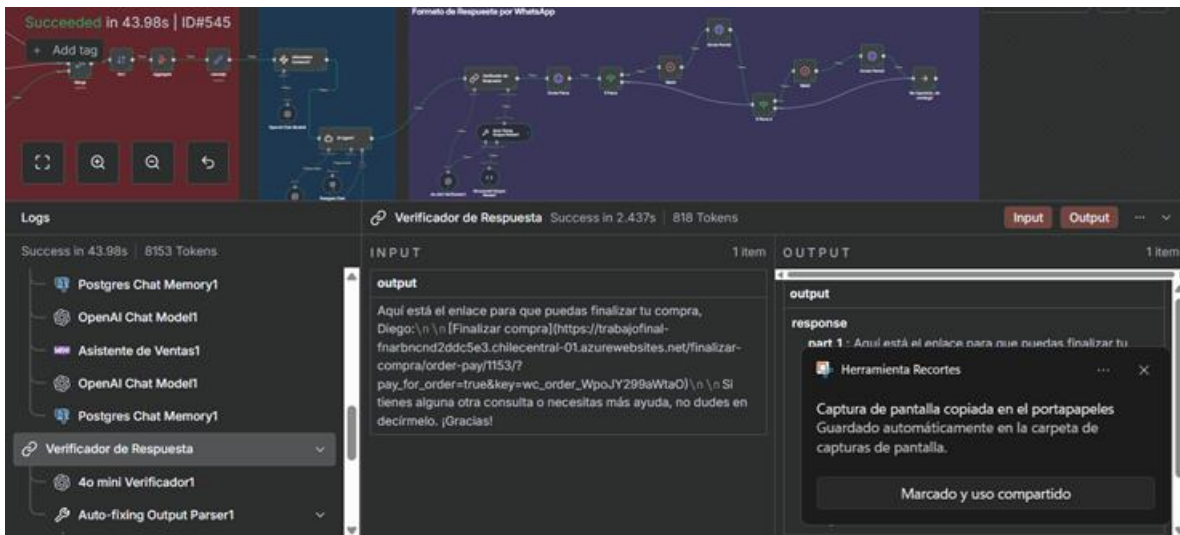 Formato de Respuesta por WhatsApp
Succeeded in 43.98s | ID#545
+ Add tag
Logs
Success in 43.98s | 8153 Tokens
Postgres Chat Memory1
OpenAI Chat Model1
Asistente de Ventas1
OpenAI Chat Model1
Postgres Chat Memory1
Verificador de Respuesta
4o mini Verificador1
Auto-fixing Output Parser1
Verificador de Respuesta Success in 2.437s | 818 Tokens
Input Output
INPUT 1 item
output
Aquí está el enlace para que puedas finalizar tu compra,
Diego:\n \n [Finalizar compra](https://trabajofinal-
fnarbncnd2ddc5e3.chilecentral-01.azurewebsites.net/finalizar-
compra/order-pay/1153/?
pay_for_order=true&key=wc_order_WpoJY299aWtaO)\n \n Si
tienes alguna otra consulta o necesitas más ayuda, no dudes en
decírmelo. ¡Gracias!
OUTPUT 1 item
output
response
part 1 : Aquí está el enlace para que puedas finalizar tu
Herramienta Recortes
Captura de pantalla copiada en el portapapeles
Guardado automáticamente en la carpeta de
capturas de pantalla.
Marcado y uso compartido